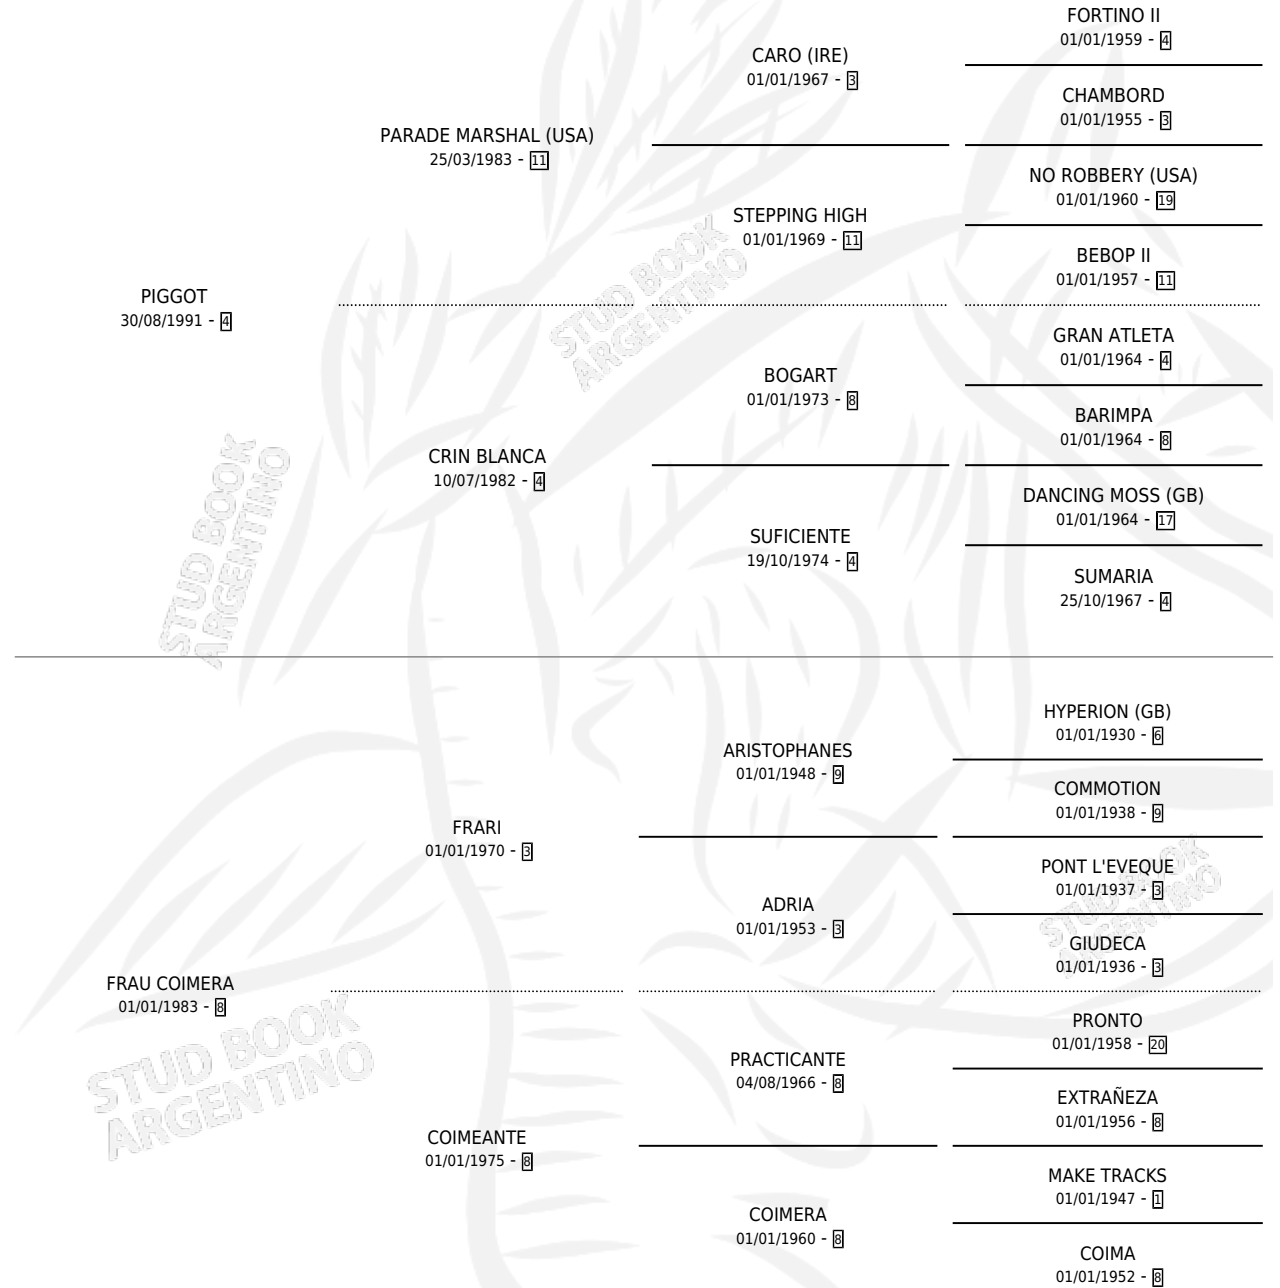 FORTINO II
01/01/1959 - 4
CARO (IRE)
01/01/1967 - 3
CHAMBORD
01/01/1955 - 3
PARADE MARSHAL (USA)
25/03/1983 - 11
NO ROBBERY (USA)
01/01/1960 - 19
STEPPING HIGH
01/01/1969 - 11
BEBOP II
01/01/1957 - 11
PIGGOT
30/08/1991 - 4
STUD BOOK
ARGENTINO
GRAN ATLETA
01/01/1964 - 4
BOGART
01/01/1973 - 8
BARIMPA
01/01/1964 - 8
CRIN BLANCA
10/07/1982 - 4
DANCING MOSS (GB)
01/01/1964 - 17
SUFICIENTE
19/10/1974 - 4
SUMARIA
25/10/1967 - 4
STUD BOOK
ARGENTINO
HYPERION (GB)
01/01/1930 - 6
ARISTOPHANES
01/01/1948 - 9
COMMOTION
01/01/1938 - 9
FRARI
01/01/1970 - 3
PONT L'EVEQUE
01/01/1937 - 3
ADRIA
01/01/1953 - 3
STUD BOOK
ARGENTINO
GIUDECA
01/01/1936 - 3
FRAU COIMERA
01/01/1983 - 8
PRONTO
01/01/1958 - 20
PRACTICANTE
04/08/1966 - 8
EXTRAÑEZA
01/01/1956 - 8
STUD BOOK
ARGENTINO
COIMEANTE
01/01/1975 - 8
MAKE TRACKS
01/01/1947 - 1
COIMERA
01/01/1960 - 8
COIMA
01/01/1952 - 8